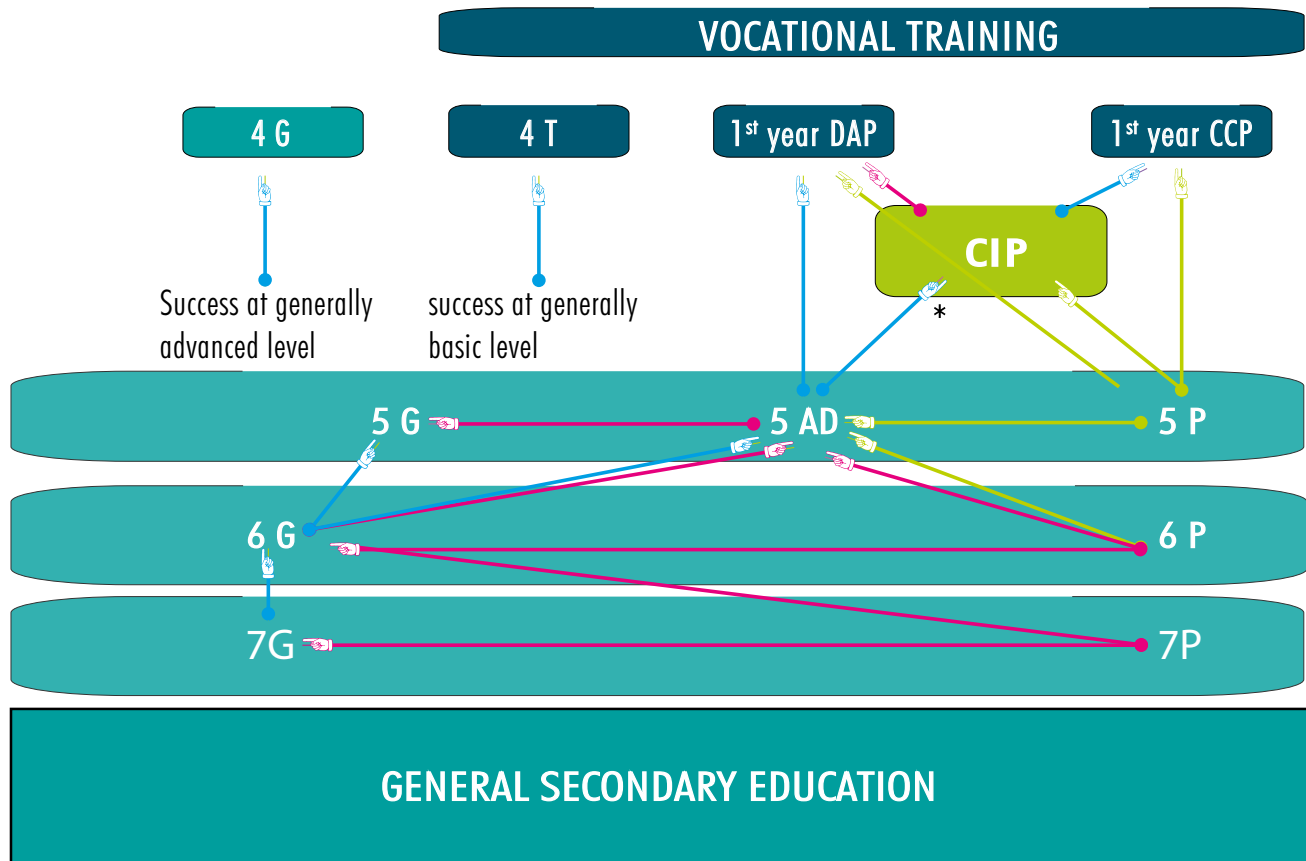 VOCATIONAL TRAINING
4 G
4 T
1st year DAP
1st year CCP
CIP
*
Success at generally
advanced level
success at generally
basic level
5 G
5 AD
5 P
6 G
6 P
7G
7P
GENERAL SECONDARY EDUCATION